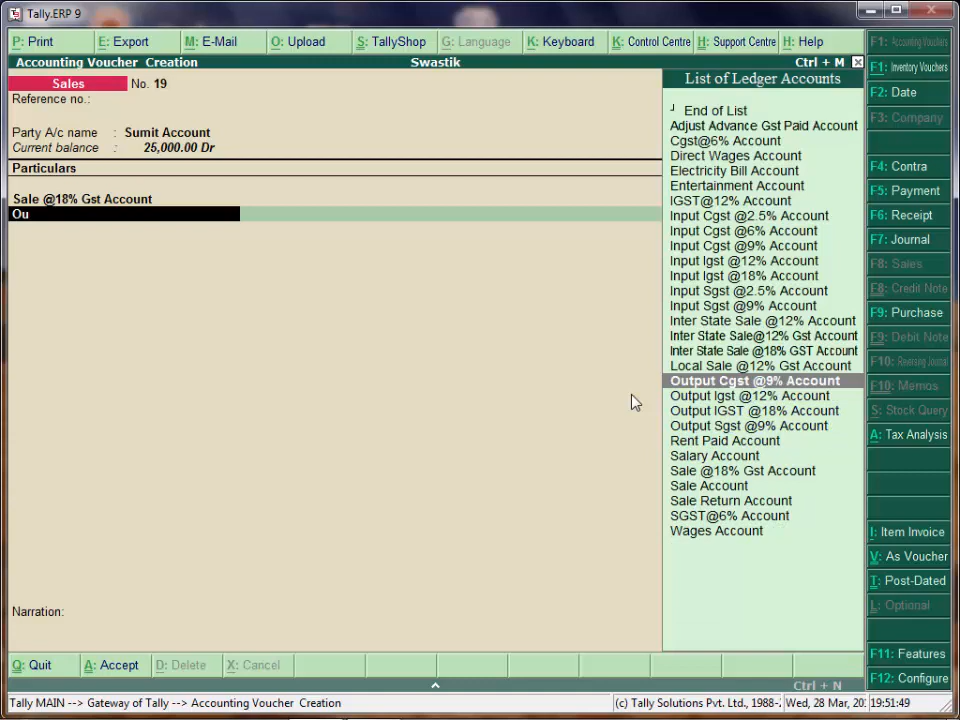 Tally.ERP 9
P: Print
E: Export
M: E-Mail
O: Upload
S: TallyShop
G: Language
K: Keyboard
K: Control Centre
H: Support Centre
H: Help
Accounting Voucher Creation
Swastik
Ctrl + M
Sales
No. 19
Reference no.:
Party A/c name : Sumit Account
Current balance : 25,000.00 Dr
Particulars
Sale @18% Gst Account
Ou
Narration:
List of Ledger Accounts
End of List
Adjust Advance Gst Paid Account
Cgst@6% Account
Direct Wages Account
Electricity Bill Account
Entertainment Account
IGST@12% Account
Input Cgst @2.5% Account
Input Cgst @6% Account
Input Cgst @9% Account
Input Igst @12% Account
Input Igst @18% Account
Input Sgst @2.5% Account
Input Sgst @9% Account
Inter State Sale @12% Account
Inter State Sale@12% Gst Account
Inter State Sale @18% GST Account
Local Sale @12% Gst Account
Output Cgst @9% Account
Output Igst @12% Account
Output IGST @18% Account
Output Sgst @9% Account
Rent Paid Account
Salary Account
Sale @18% Gst Account
Sale Account
Sale Return Account
SGST@6% Account
Wages Account
F1: Accounting Vouchers
F1: Inventory Vouchers
F2: Date
F3: Company
F4: Contra
F5: Payment
F6: Receipt
F7: Journal
F8: Sales
F8: Credit Note
F9: Purchase
F9: Debit Note
F10: Reversing Journal
F10: Memos
S: Stock Query
A: Tax Analysis
I: Item Invoice
V: As Voucher
T: Post-Dated
L: Optional
F11: Features
F12: Configure
Q: Quit
A: Accept
D: Delete
X: Cancel
Ctrl + N
Tally MAIN --> Gateway of Tally --> Accounting Voucher Creation
(c) Tally Solutions Pvt. Ltd., 1988-
Wed, 28 Mar, 20
19:51:49